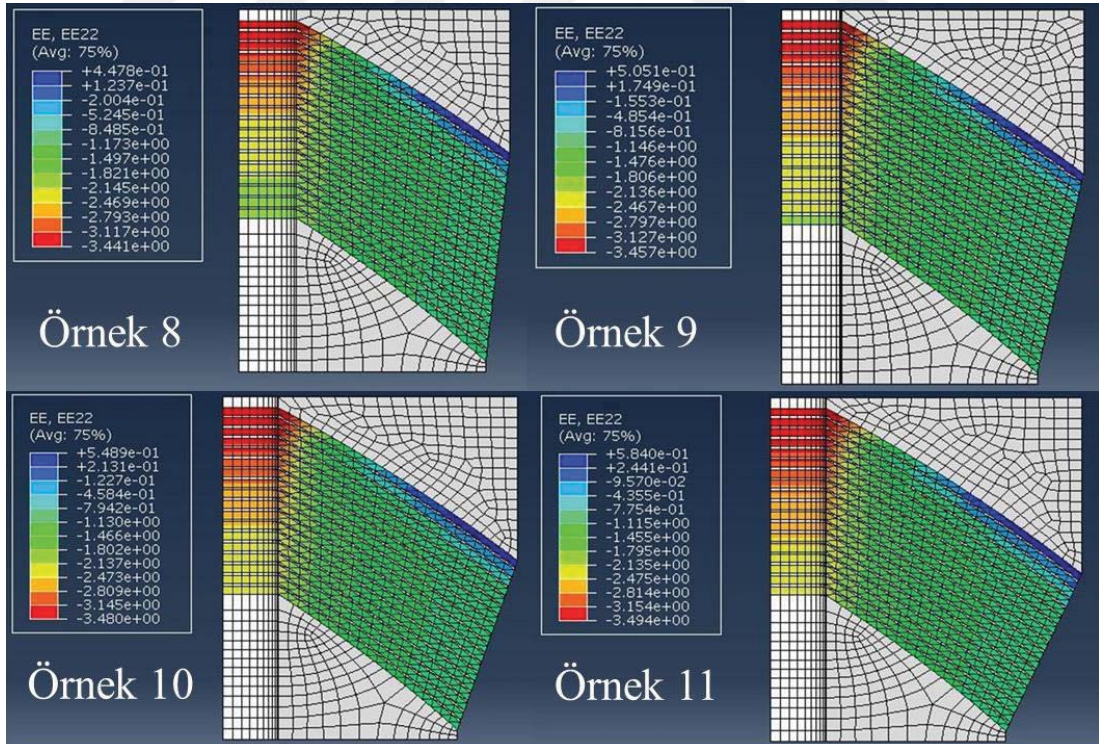 EE, EE22
(Avg: 75%)
+4.478e-01
+1.237e-01
-2.004e-01
-5.245e-01
-8.485e-01
-1.173e+00
-1.497e+00
-1.821e+00
-2.145e+00
-2.469e+00
-2.793e+00
-3.117e+00
-3.441e+00
Örnek 8
EE, EE22
(Avg: 75%)
+5.051e-01
+1.749e-01
-1.553e-01
-4.854e-01
-8.156e-01
-1.146e+00
-1.476e+00
-1.806e+00
-2.136e+00
-2.467e+00
-2.797e+00
-3.127e+00
-3.457e+00
Örnek 9
EE, EE22
(Avg: 75%)
+5.489e-01
+2.131e-01
-1.227e-01
-4.584e-01
-7.942e-01
-1.130e+00
-1.466e+00
-1.802e+00
-2.137e+00
-2.473e+00
-2.809e+00
-3.145e+00
-3.480e+00
Örnek 10
EE, EE22
(Avg: 75%)
+5.840e-01
+2.441e-01
-9.570e-02
-4.355e-01
-7.754e-01
-1.115e+00
-1.455e+00
-1.795e+00
-2.135e+00
-2.475e+00
-2.814e+00
-3.154e+00
-3.494e+00
Örnek 11